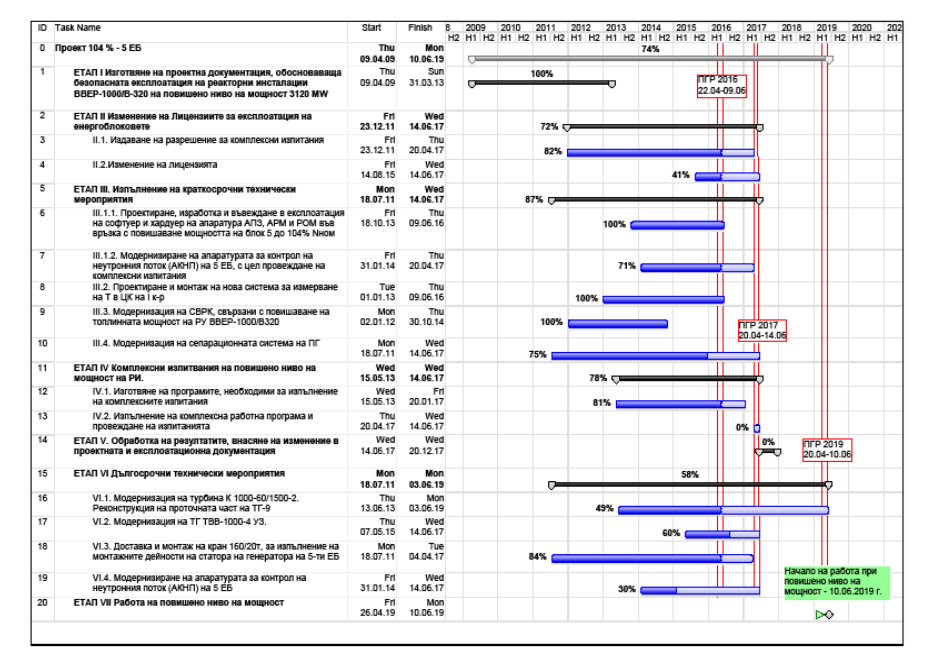 ID Task Name Start Finish 8 2009 2010 2011 2012 2013 2014 2015 2016 2017 2018 2019 2020 202
H2 H1 H2 H1 H2 H1 H2 H1 H2 H1 H2 H1 H2 H1 H2 H1 H2 H1 H2 H1 H2 H1 H2 H1 H2 H1
0 Проект 104 % - 5 ЕБ Thu Mon 74%
09.04.09 10.06.19
1 ЕТАП I Изготвяне на проектна документация, обосноваваща Thu Sun 100%
безопасната експлоатация на реакторни инсталации 09.04.09 31.03.13 ПГР 2016
ВВЕР-1000/В-320 на повишено ниво на мощност 3120 MW 22.04-09.06
2 ЕТАП II Изменение на Лицензиите за експлоатация на Fri Wed
енергоблоковете 23.12.11 14.06.17 72%
3 II.1. Издаване на разрешение за комплексни изпитания Fri Thu
23.12.11 20.04.17 82%
4 II.2.Изменение на лицензията Fri Wed
14.08.15 14.06.17 41%
5 ЕТАП III. Изпълнение на краткосрочни технически Mon Wed
мероприятия 18.07.11 14.06.17 87%
6 III.1.1. Проектиране, изработка и въвеждане в експлоатация Fri Thu
на софтуер и хардуер на апаратура АПЗ, АРМ и РОМ във 18.10.13 09.06.16 100%
връзка с повишаване мощността на блок 5 до 104% Nном
7 III.1.2. Модернизиране на апаратурата за контрол на Fri Thu
неутронния поток (АКНП) на 5 ЕБ, с цел провеждане на 31.01.14 20.04.17 71%
комплексни изпитания
8 III.2. Проектиране и монтаж на нова система за измерване Tue Thu
на Т в ЦК на I к-р 01.01.13 09.06.16 100%
9 III.3. Модернизация на СВРК, свързани с повишаване на Mon Thu
топлинната мощност на РУ ВВЕР-1000/В320 02.01.12 30.10.14 100% ПГР 2017
20.04-14.06
10 III.4. Модернизация на сепарационната система на ПГ Mon Wed
18.07.11 14.06.17 75%
11 ЕТАП IV Комплексни изпитвания на повишено ниво на Wed Wed
мощност на РИ. 15.05.13 14.06.17 78%
12 IV.1. Изготвяне на програмите, необходими за изпълнение Wed Fri
на комплексните изпитания 15.05.13 20.01.17 81%
13 IV.2. Изпълнение на комплексна работна програма и Thu Wed
провеждане на изпитанията 20.04.17 14.06.17 0%
14 ЕТАП V. Обработка на резултатите, внасяне на изменение в Wed Wed 0% ПГР 2019
проектната и експлоатационна документация 14.06.17 20.12.17 20.04-10.06
15 ЕТАП VI Дългосрочни технически мероприятия Mon Mon 58%
18.07.11 03.06.19
16 VI.1. Модернизация на турбина К 1000-60/1500-2. Thu Mon
Реконструкция на проточната част на ТГ-9 13.06.13 03.06.19 49%
17 VI.2. Модернизация на ТГ ТВВ-1000-4 УЗ. Thu Wed
07.05.15 14.06.17 60%
18 VI.3. Доставка и монтаж на кран 160/20т, за изпълнение на Mon Tue
монтажните дейности на статора на генератора на 5-ти ЕБ 18.07.11 04.04.17 84%
Начало на работа при
19 VI.4. Модернизиране на апаратурата за контрол на Fri Wed повишено ниво на
неутронния поток (АКНП) на 5 ЕБ 31.01.14 14.06.17 30% мощност - 10.06.2019 г.
20 ЕТАП VII Работа на повишено ниво на мощност Fri Mon
26.04.19 10.06.19